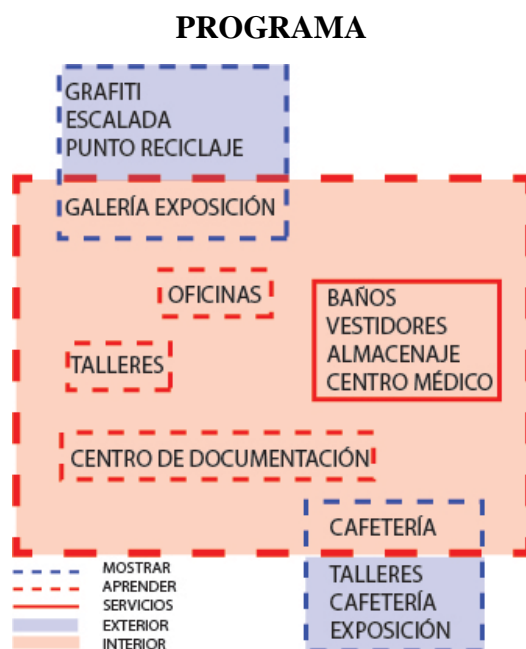 PROGRAMA
GRAFITI
ESCALADA
PUNTO RECICLAJE
GALERÍA EXPOSICIÓN
OFICINAS
BAÑOS
VESTIDORES
ALMACENAJE
CENTRO MÉDICO
TALLERES
CENTRO DE DOCUMENTACIÓN
CAFETERÍA
TALLERES
CAFETERÍA
EXPOSICIÓN
MOSTRAR
APRENDER
SERVICIOS
EXTERIOR
INTERIOR